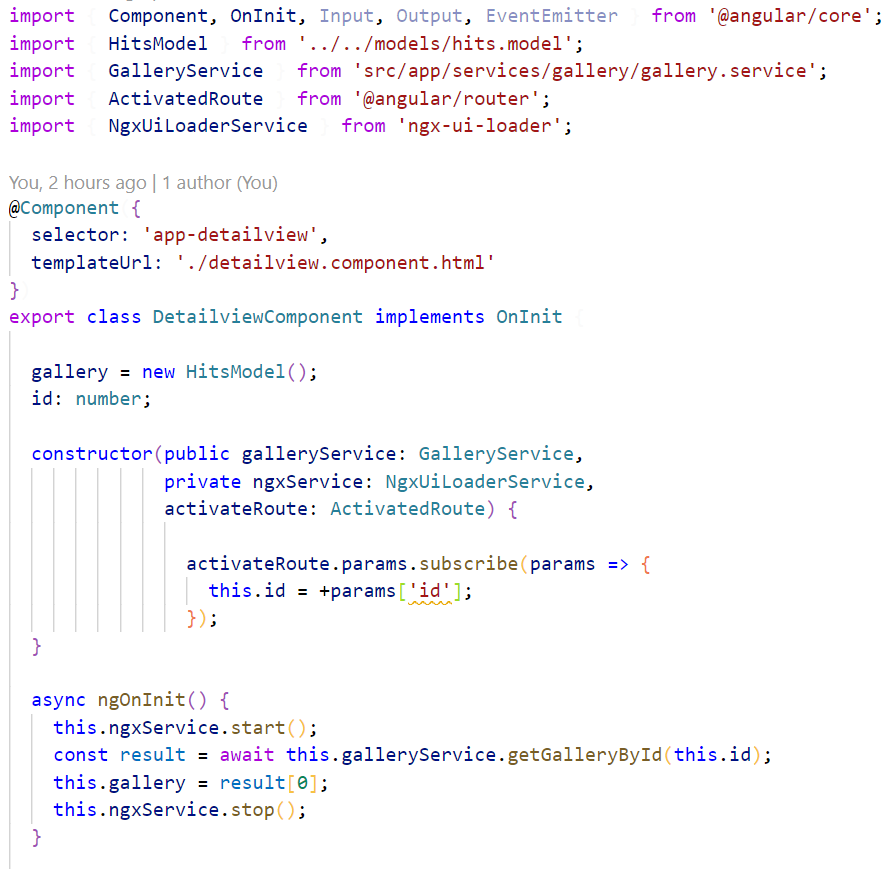 import { Component, OnInit, Input, Output, EventEmitter } from '@angular/core';
import { HitsModel } from '../../models/hits.model';
import { GalleryService } from 'src/app/services/gallery/gallery.service';
import { ActivatedRoute } from '@angular/router';
import { NgxUiLoaderService } from 'ngx-ui-loader';
You, 2 hours ago | 1 author (You)
@Component {
selector: 'app-detailview',
templateUrl: './detailview.component.html'
}
export class DetailviewComponent implements OnInit {
gallery = new HitsModel();
id: number;
constructor(public galleryService: GalleryService,
private ngxService: NgxUiLoaderService,
activateRoute: ActivatedRoute) {
activateRoute.params.subscribe(params => {
this.id = +params['id'];
});
}
async ngOnInit() {
this.ngxService.start();
const result = await this.galleryService.getGalleryById(this.id);
this.gallery = result[0];
this.ngxService.stop();
}